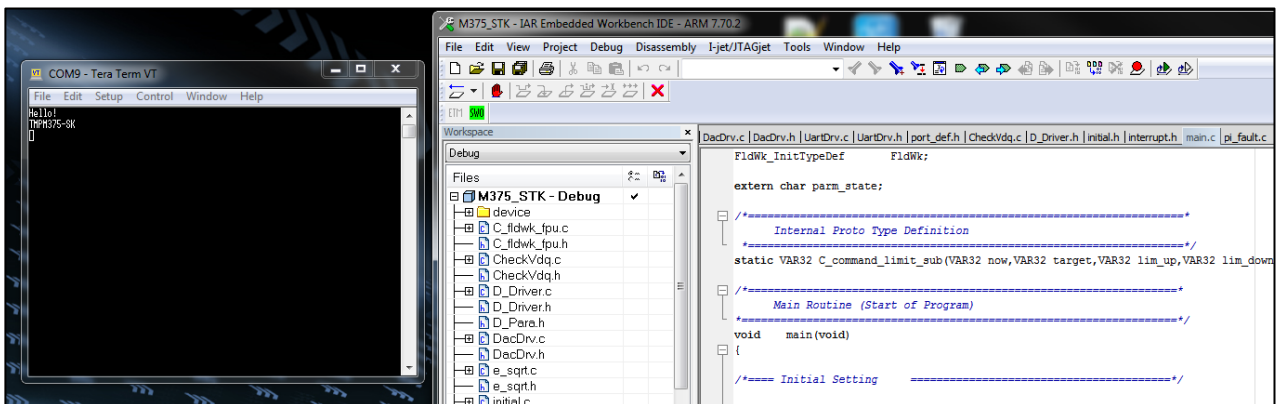 COM9 - Tera Term VT
File Edit Setup Control Window Help
Hello!
TMPM375-SK
M375_STK - IAR Embedded Workbench IDE - ARM 7.70.2
File Edit View Project Debug Disassembly I-jet/JTAGjet Tools Window Help
ETM SWO
Workspace
Debug
Files
M375_STK - Debug
device
C_fldwk_fpu.c
C_fldwk_fpu.h
CheckVdq.c
CheckVdq.h
D_Driver.c
D_Driver.h
D_Para.h
DacDrv.c
DacDrv.h
e_sqrt.c
e_sqrt.h
initial.c
DacDrv.c | DacDrv.h | UartDrv.c | UartDrv.h | port_def.h | CheckVdq.c | D_Driver.h | initial.h | interrupt.h main.c pi_fault.c
FldWk_InitTypeDef FldWk;
extern char parm_state;
/*===============================================================*
Internal Proto Type Definition
*===============================================================*/
static VAR32 C_command_limit_sub(VAR32 now,VAR32 target,VAR32 lim_up,VAR32 lim_down
/*===============================================================*
Main Routine (Start of Program)
*===============================================================*/
void main(void)
{
/*==== Initial Setting =====================================*/